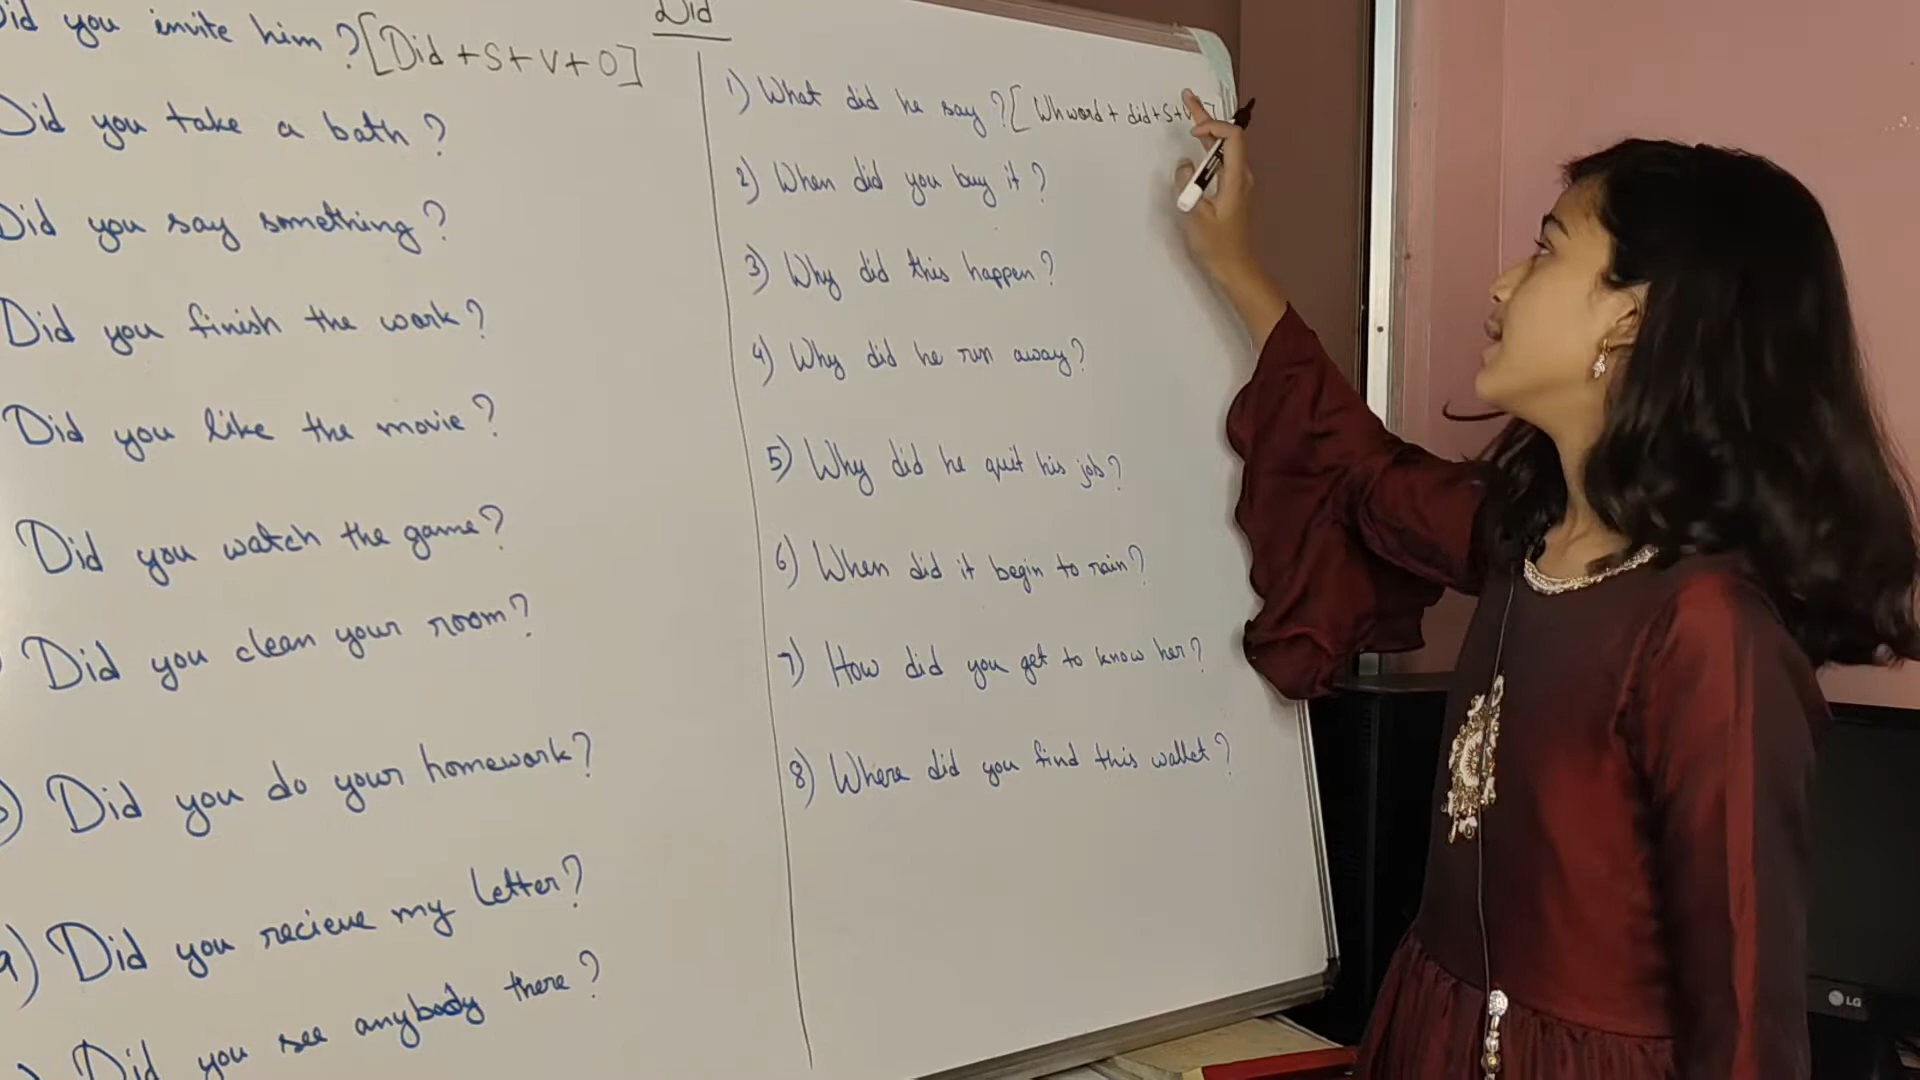 Did
Did you invite him? [Did + S + V + O]
Did you take a bath?
Did you say something?
Did you finish the work?
Did you like the movie?
Did you watch the game?
Did you clean your room?
) Did you do your homework?
9) Did you recieve my letter?
) Did you see anybody there?
1) What did he say? [Whword + did + S + V ]
2) When did you buy it?
3) Why did this happen?
4) Why did he run away?
5) Why did he quit his job?
6) When did it begin to rain?
7) How did you get to know her?
8) Where did you find this wallet?
LG